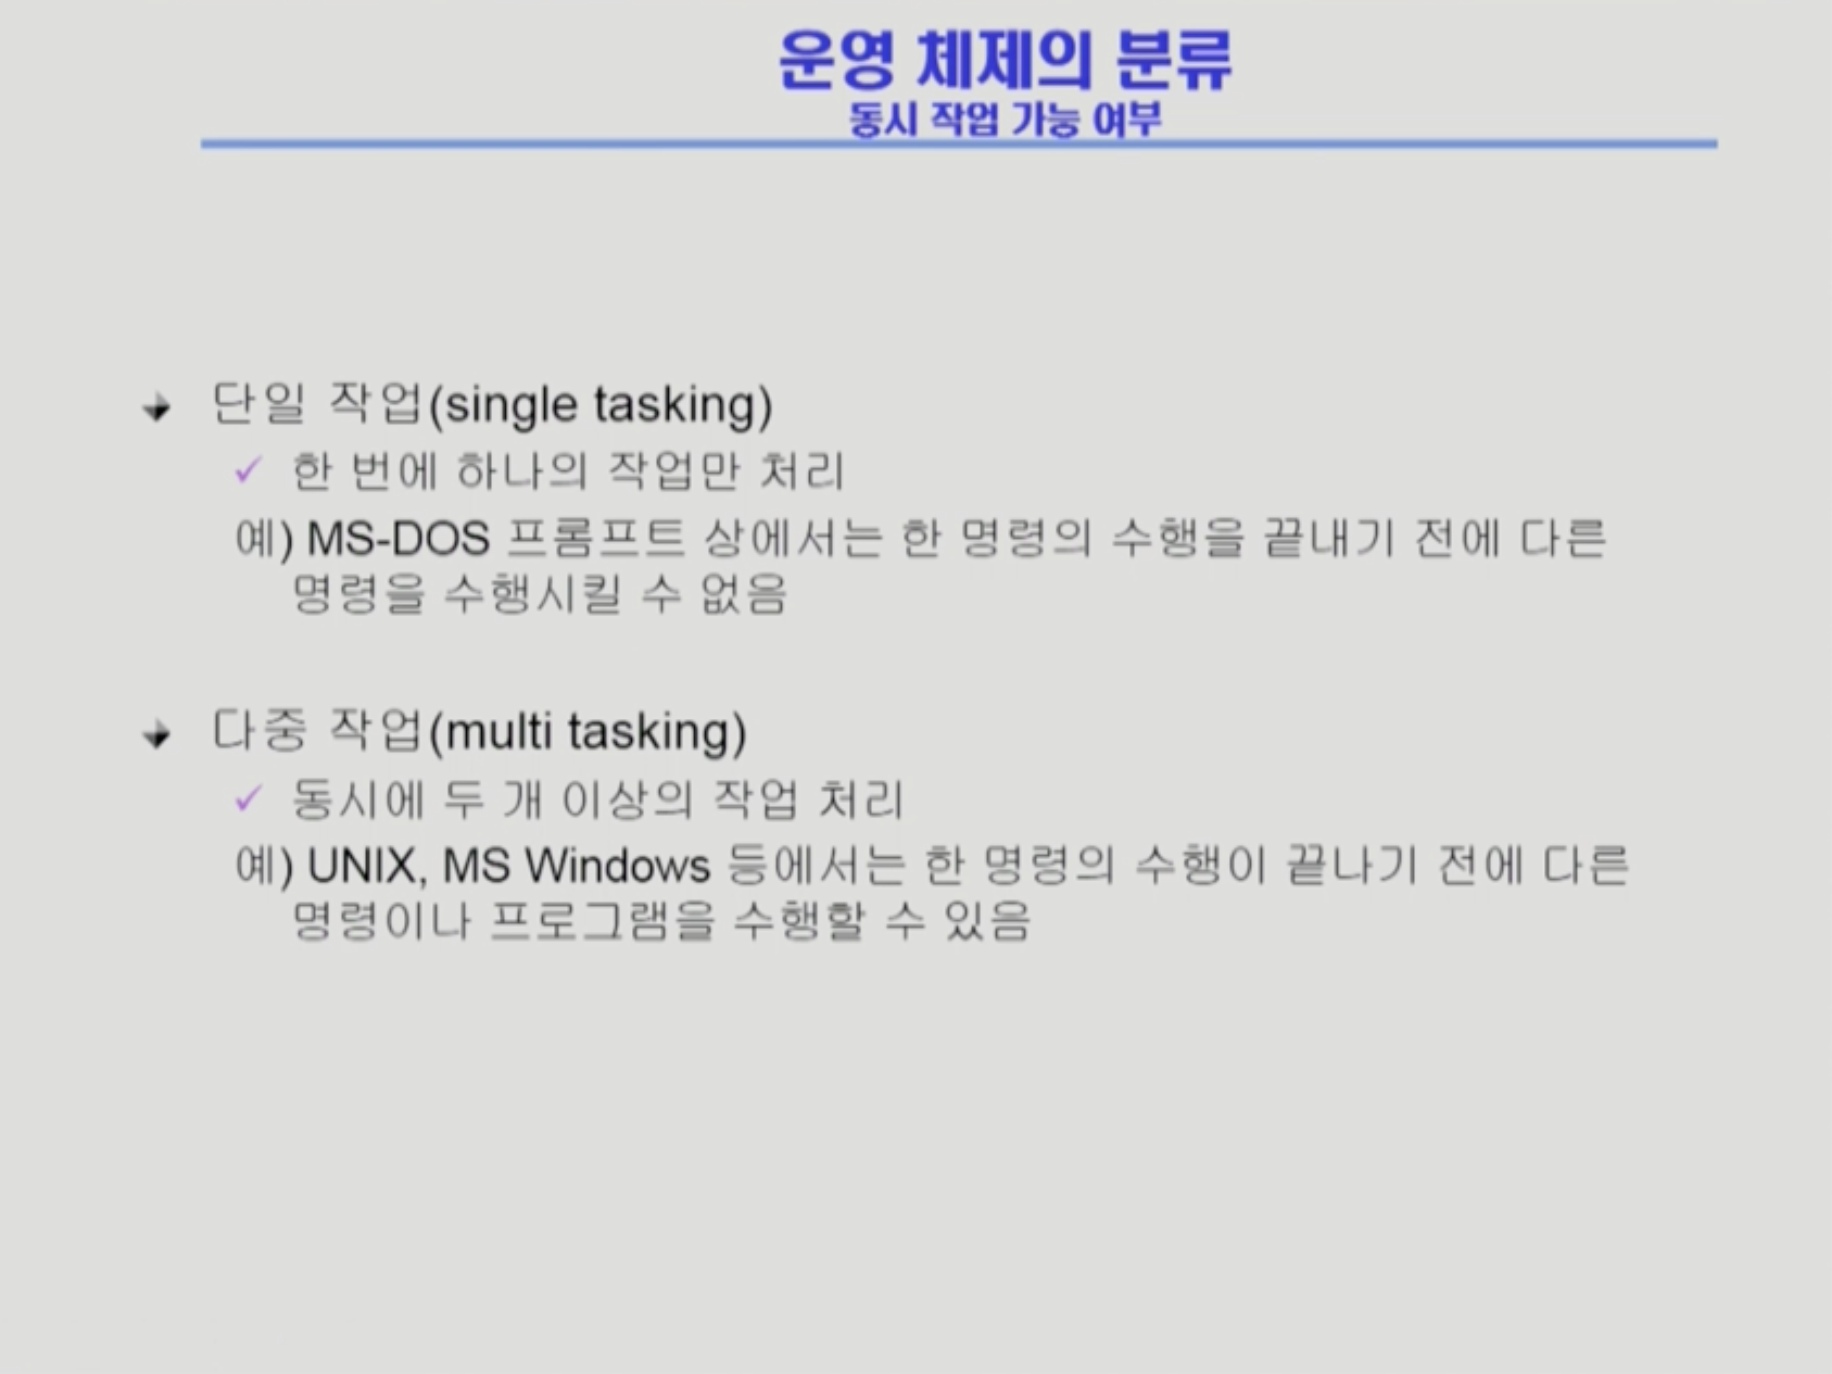 운영 체제의 분류
동시 작업 가능 여부
단일 작업(single tasking)
✓ 한 번에 하나의 작업만 처리
예) MS-DOS 프롬프트 상에서는 한 명령의 수행을 끝내기 전에 다른
명령을 수행시킬 수 없음
다중 작업(multi tasking)
✓ 동시에 두 개 이상의 작업 처리
예) UNIX, MS Windows 등에서는 한 명령의 수행이 끝나기 전에 다른
명령이나 프로그램을 수행할 수 있음